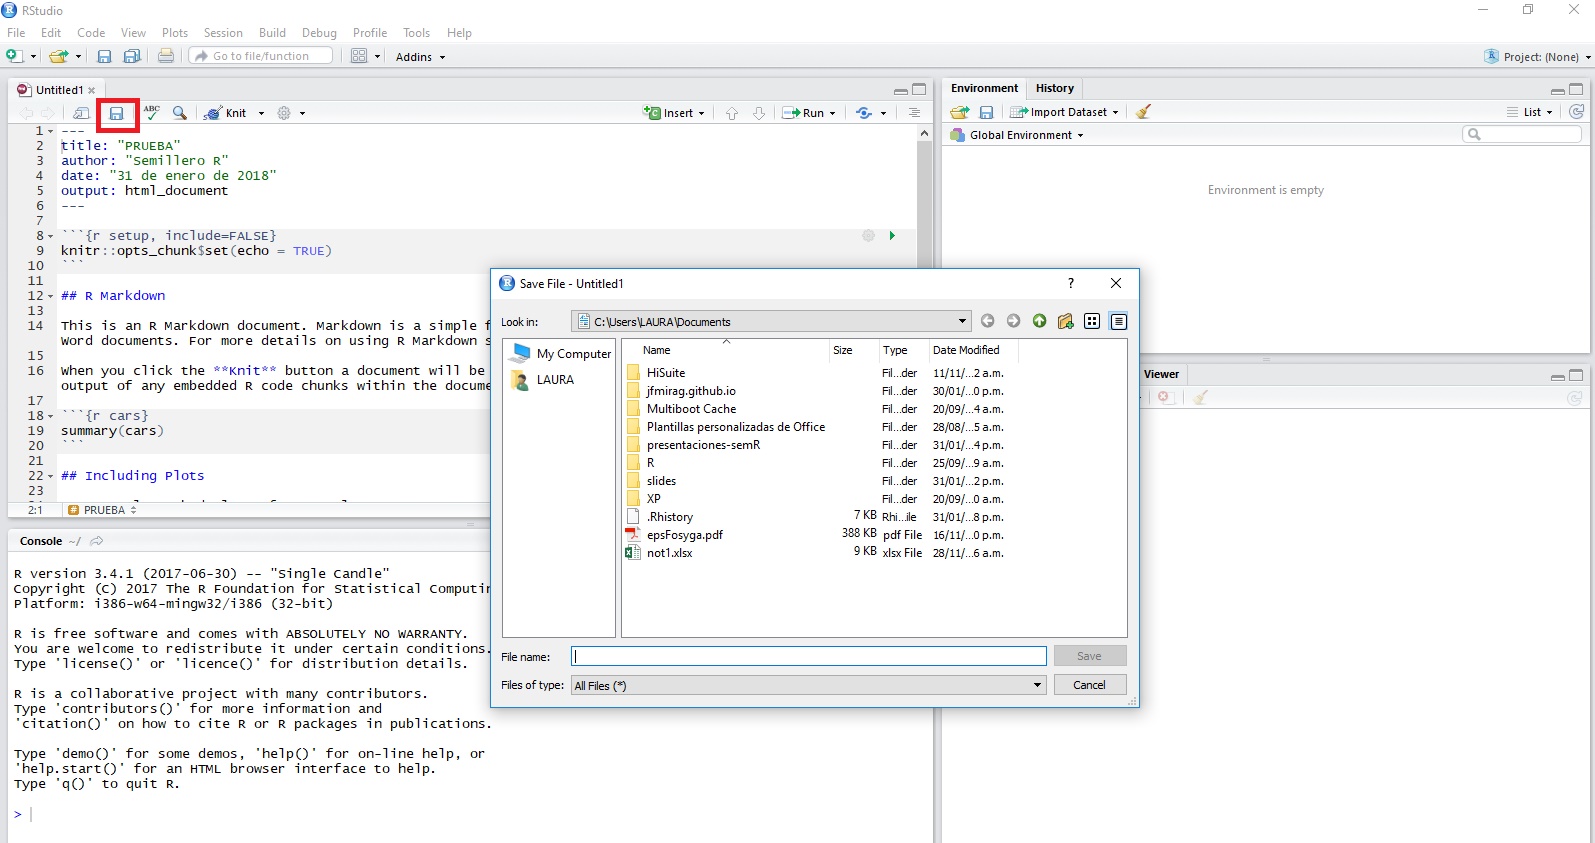 RStudio
File Edit Code View Plots Session Build Debug Profile Tools Help
Go to file/function Addins Project: (None)
Untitled1
ABC Knit Insert Run
1 ---
2 title: "PRUEBA"
3 author: "Semillero R"
4 date: "31 de enero de 2018"
5 output: html_document
6 ---
7
8 ```{r setup, include=FALSE}
9 knitr::opts_chunk$set(echo = TRUE)
10 ```
11
12 ## R Markdown
13
14 This is an R Markdown document. Markdown is a simple f
Word documents. For more details on using R Markdown s
15
16 When you click the **Knit** button a document will be
output of any embedded R code chunks within the docume
17
18 ```{r cars}
19 summary(cars)
20 ```
21
22 ## Including Plots
23
2:1 PRUEBA
Console ~/
R version 3.4.1 (2017-06-30) -- "Single Candle"
Copyright (C) 2017 The R Foundation for Statistical Computin
Platform: i386-w64-mingw32/i386 (32-bit)
R is free software and comes with ABSOLUTELY NO WARRANTY.
You are welcome to redistribute it under certain conditions.
Type 'license()' or 'licence()' for distribution details.
R is a collaborative project with many contributors.
Type 'contributors()' for more information and
'citation()' on how to cite R or R packages in publications.
Type 'demo()' for some demos, 'help()' for on-line help, or
'help.start()' for an HTML browser interface to help.
Type 'q()' to quit R.
>
Environment History
Import Dataset List
Global Environment
Environment is empty
Viewer
Save File - Untitled1 ?
Look in: C:\Users\LAURA\Documents
My Computer
LAURA
Name Size Type Date Modified
HiSuite Fil...der 11/11/...2 a.m.
jfmirag.github.io Fil...der 30/01/...0 p.m.
Multiboot Cache Fil...der 20/09/...4 a.m.
Plantillas personalizadas de Office Fil...der 28/08/...5 a.m.
presentaciones-semR Fil...der 31/01/...4 p.m.
R Fil...der 25/09/...9 a.m.
slides Fil...der 31/01/...2 p.m.
XP Fil...der 20/09/...0 a.m.
.Rhistory 7 KB Rhi...ile 31/01/...8 p.m.
epsFosyga.pdf 388 KB pdf File 16/11/...0 p.m.
not1.xlsx 9 KB xlsx File 28/11/...6 a.m.
File name: Save
Files of type: All Files (*) Cancel